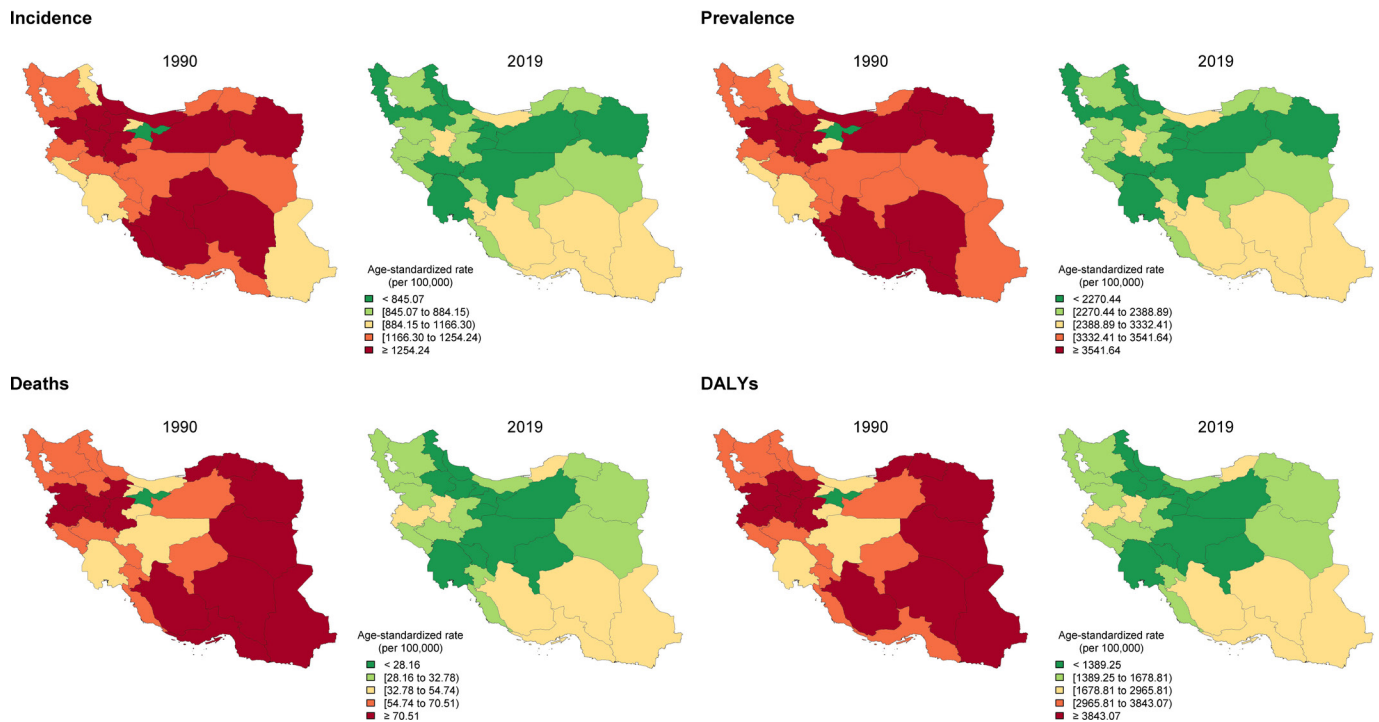 Incidence
1990
2019
Age-standardized rate
(per 100,000)
< 845.07
[845.07 to 884.15)
[884.15 to 1166.30)
[1166.30 to 1254.24)
≥ 1254.24
Prevalence
1990
2019
Age-standardized rate
(per 100,000)
< 2270.44
[2270.44 to 2388.89)
[2388.89 to 3332.41)
[3332.41 to 3541.64)
≥ 3541.64
Deaths
1990
2019
Age-standardized rate
(per 100,000)
< 28.16
[28.16 to 32.78)
[32.78 to 54.74)
[54.74 to 70.51)
≥ 70.51
DALYs
1990
2019
Age-standardized rate
(per 100,000)
< 1389.25
[1389.25 to 1678.81)
[1678.81 to 2965.81)
[2965.81 to 3843.07)
≥ 3843.07